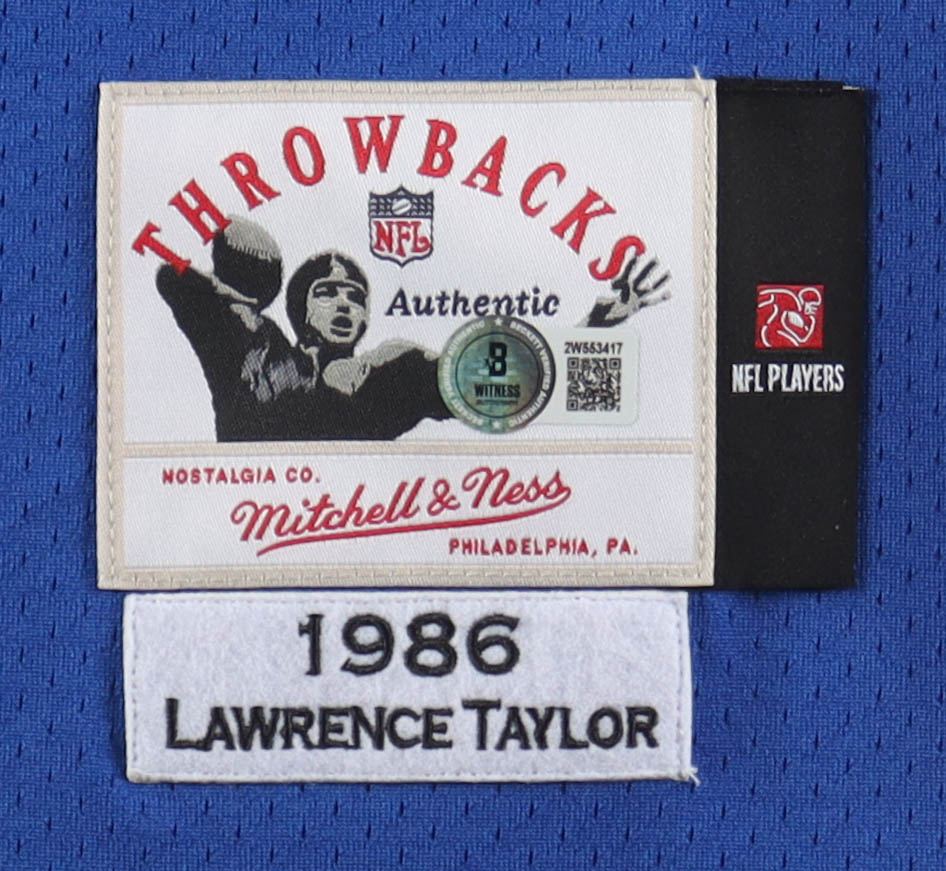 THROWBACKS
NFL
Authentic
2W553417
B
WITNESS
NFL PLAYERS
NOSTALGIA CO.
Mitchell & Ness
PHILADELPHIA, PA.
1986
LAWRENCE TAYLOR